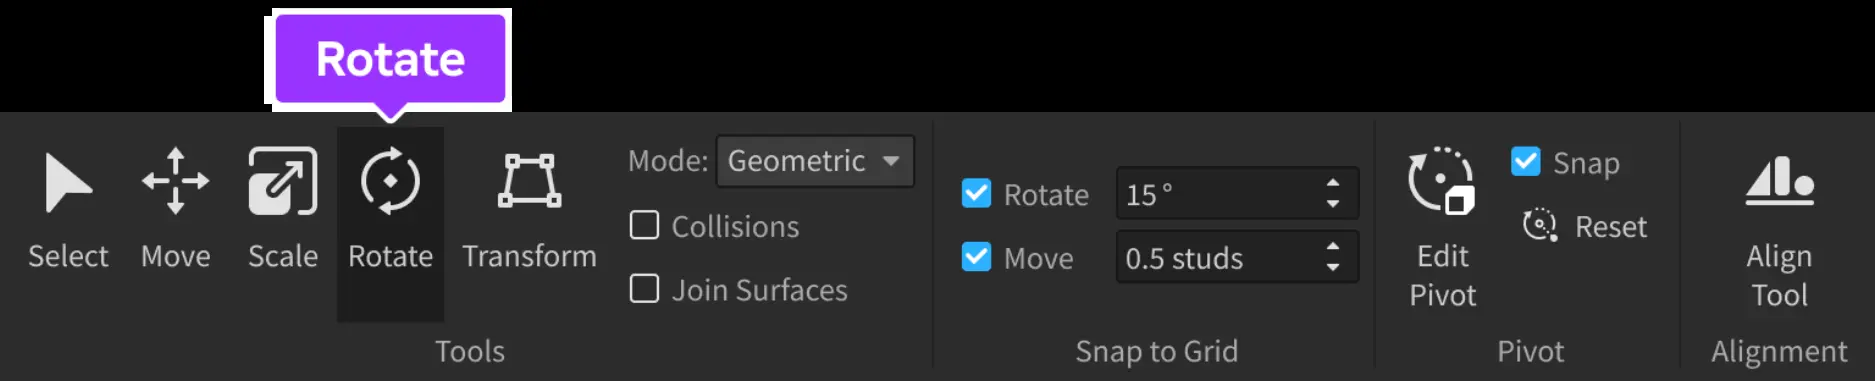 Rotate
Select
Move
Scale
Rotate
Transform
Mode: Geometric
Collisions
Join Surfaces
Tools
Rotate 15 °
Move 0.5 studs
Snap to Grid
Edit
Pivot
Snap
Reset
Pivot
Align
Tool
Alignment